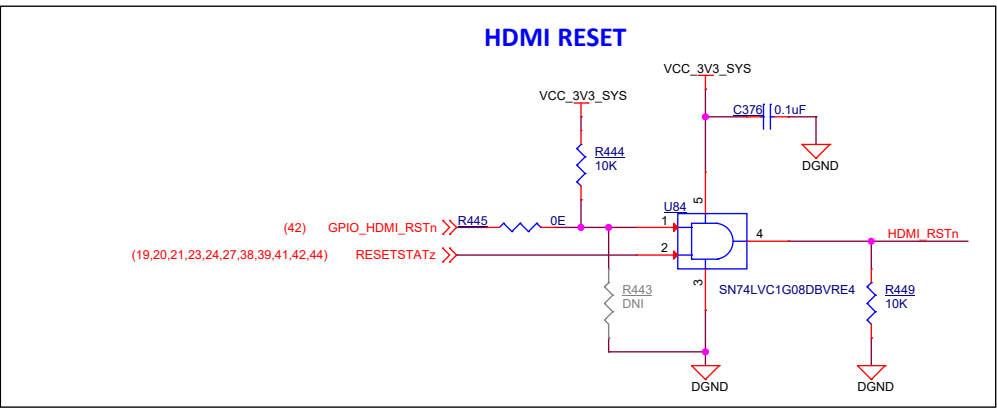 HDMI RESET
VCC_3V3_SYS
VCC_3V3_SYS
C376 0.1uF
DGND
R444
10K
U84
5
(42) GPIO_HDMI_RSTn R445 0E 1
4 HDMI_RSTn
(19,20,21,23,24,27,38,39,41,42,44) RESETSTATz 2
3
SN74LVC1G08DBVRE4
R443
DNI
R449
10K
DGND
DGND